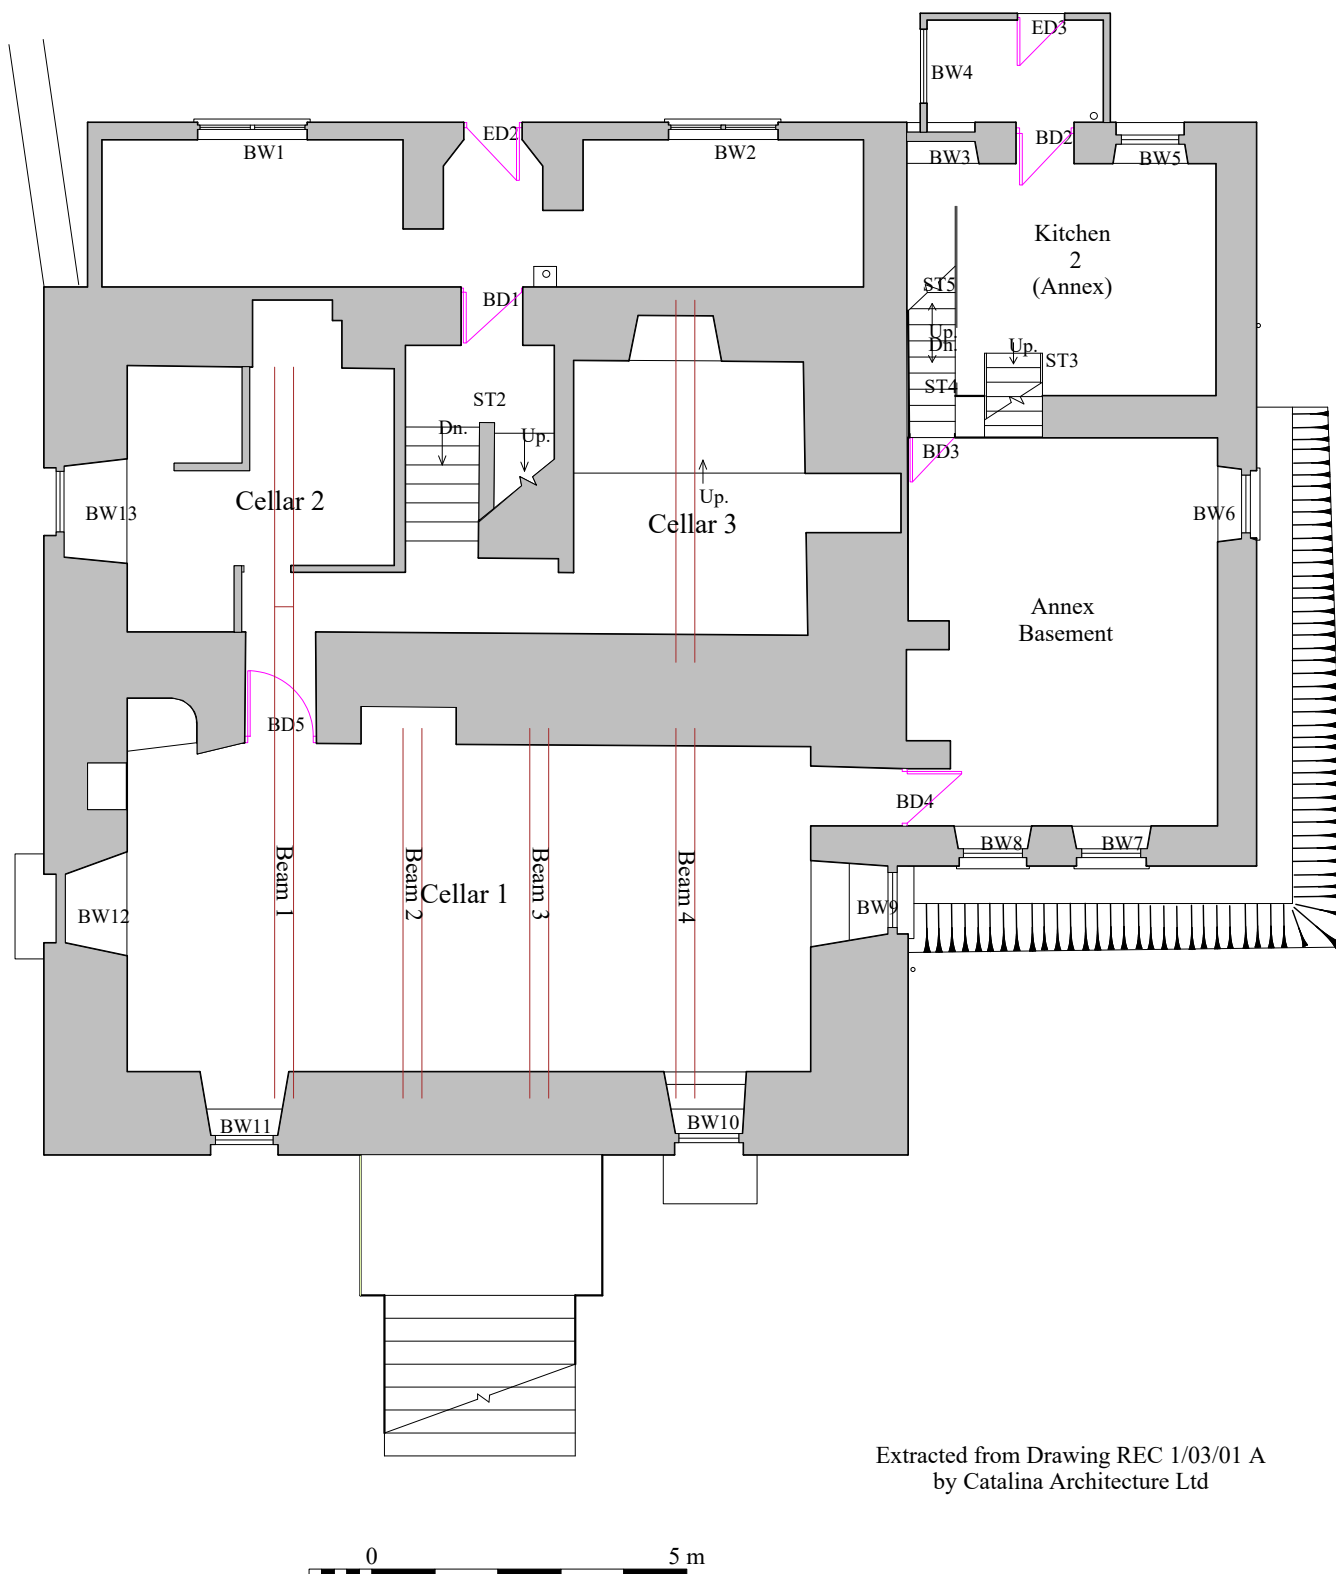 ED3
BW4
ED2
BD2
BW1
BW2
BW3
BW5
Kitchen
2
(Annex)
BD1
ST5
Up.
Dn.
Up.
ST3
ST4
ST2
Dn.
Up.
BD3
Cellar 2
Up.
Cellar 3
BW13
BW6
Annex
Basement
BD5
BD4
BW8
BW7
Beam 1
Beam 2
Cellar 1
Beam 3
Beam 4
BW12
BW9
BW11
BW10
Extracted from Drawing REC 1/03/01 A
by Catalina Architecture Ltd
0
5 m